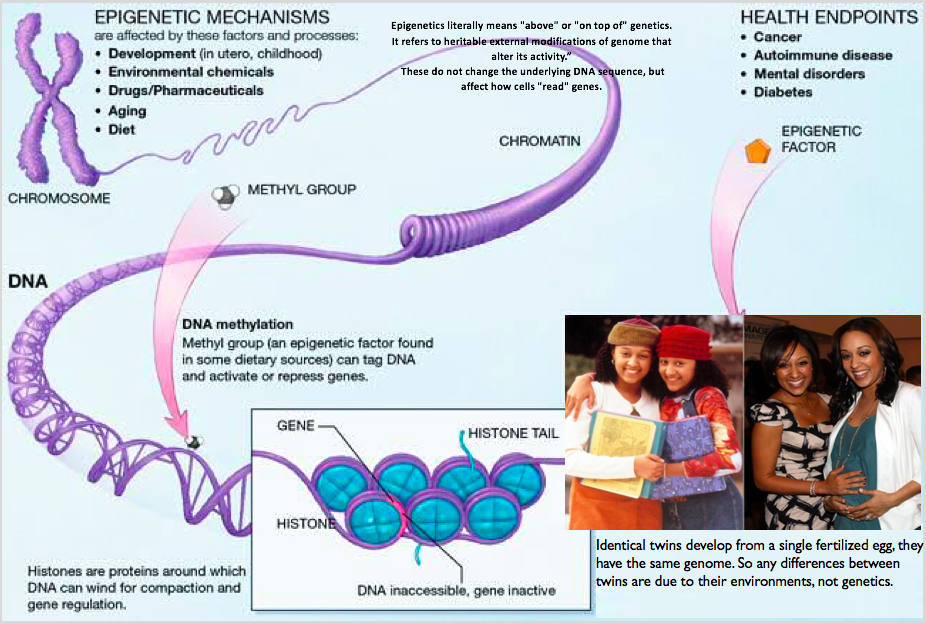 EPIGENETIC MECHANISMS
are affected by these factors and processes:
• Development (in utero, childhood)
• Environmental chemicals
• Drugs/Pharmaceuticals
• Aging
• Diet
Epigenetics literally means "above" or "on top of" genetics.
It refers to heritable external modifications of genome that
alter its activity.”
These do not change the underlying DNA sequence, but
affect how cells "read" genes.
HEALTH ENDPOINTS
• Cancer
• Autoimmune disease
• Mental disorders
• Diabetes
EPIGENETIC
FACTOR
CHROMATIN
CHROMOSOME
METHYL GROUP
DNA
DNA methylation
Methyl group (an epigenetic factor found
in some dietary sources) can tag DNA
and activate or repress genes.
GENE
HISTONE TAIL
HISTONE
DNA inaccessible, gene inactive
Histones are proteins around which
DNA can wind for compaction and
gene regulation.
Identical twins develop from a single fertilized egg, they
have the same genome. So any differences between
twins are due to their environments, not genetics.